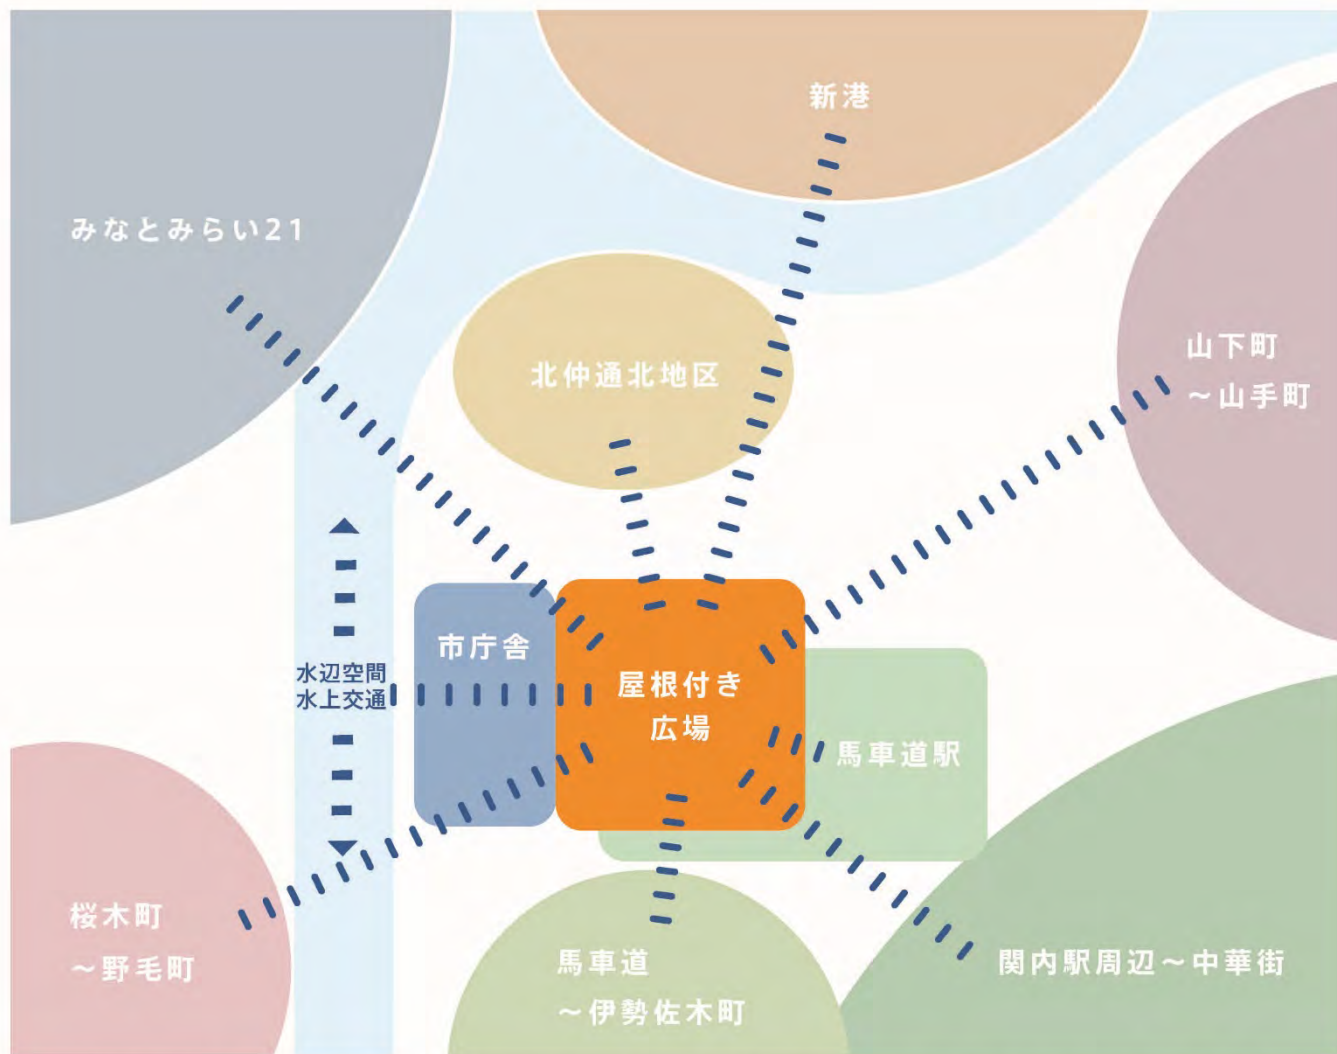 新港
みなとみらい21
山下町
～山手町
北仲通北地区
市庁舎
水辺空間
水上交通
屋根付き
広場
馬車道駅
桜木町
～野毛町
馬車道
～伊勢佐木町
関内駅周辺～中華街